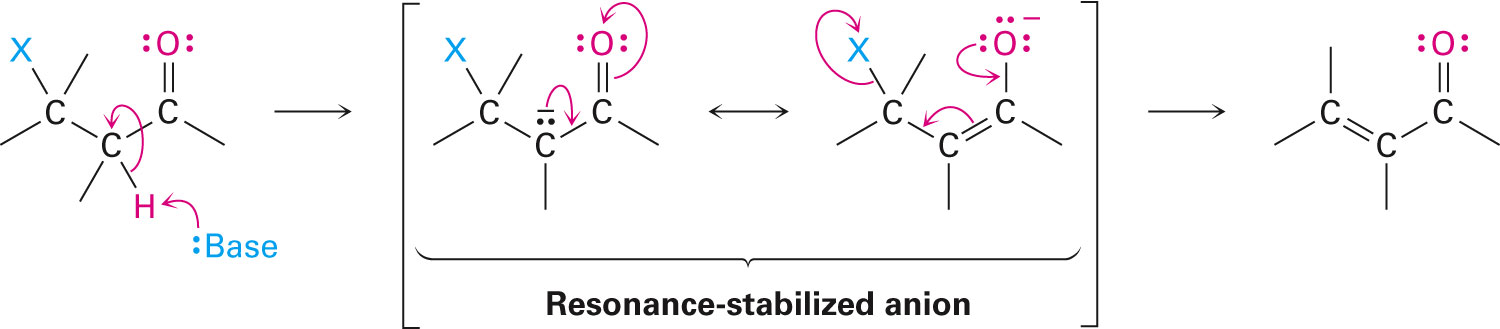 X :O: C C C H :Base
X :O: C C C
X :O: − C C C
:O: C C C
Resonance-stabilized anion